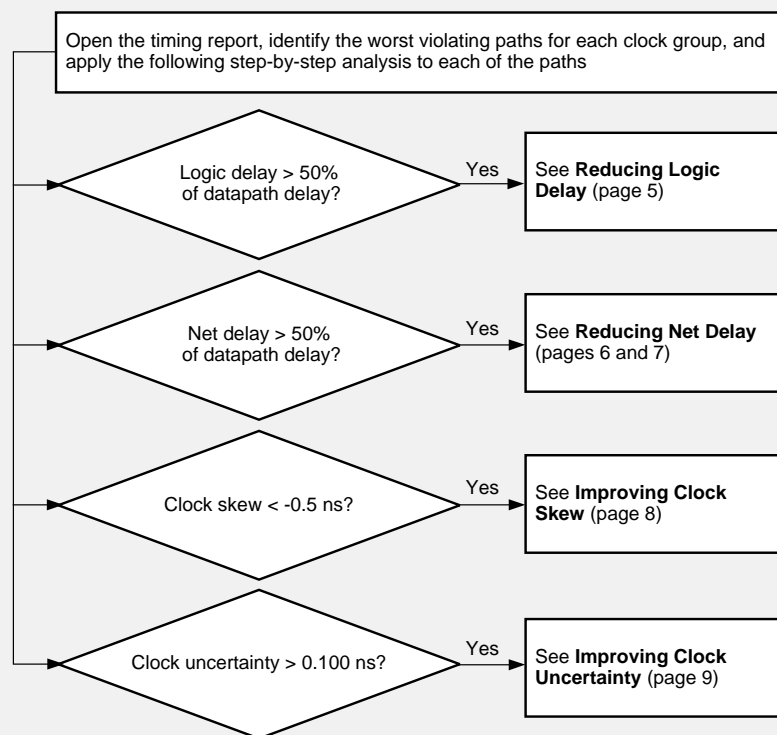 Open the timing report, identify the worst violating paths for each clock group, and
apply the following step-by-step analysis to each of the paths
Logic delay > 50%
of datapath delay?
Yes
See Reducing Logic
Delay (page 5)
Net delay > 50%
of datapath delay?
Yes
See Reducing Net Delay
(pages 6 and 7)
Clock skew < -0.5 ns?
Yes
See Improving Clock
Skew (page 8)
Clock uncertainty > 0.100 ns?
Yes
See Improving Clock
Uncertainty (page 9)